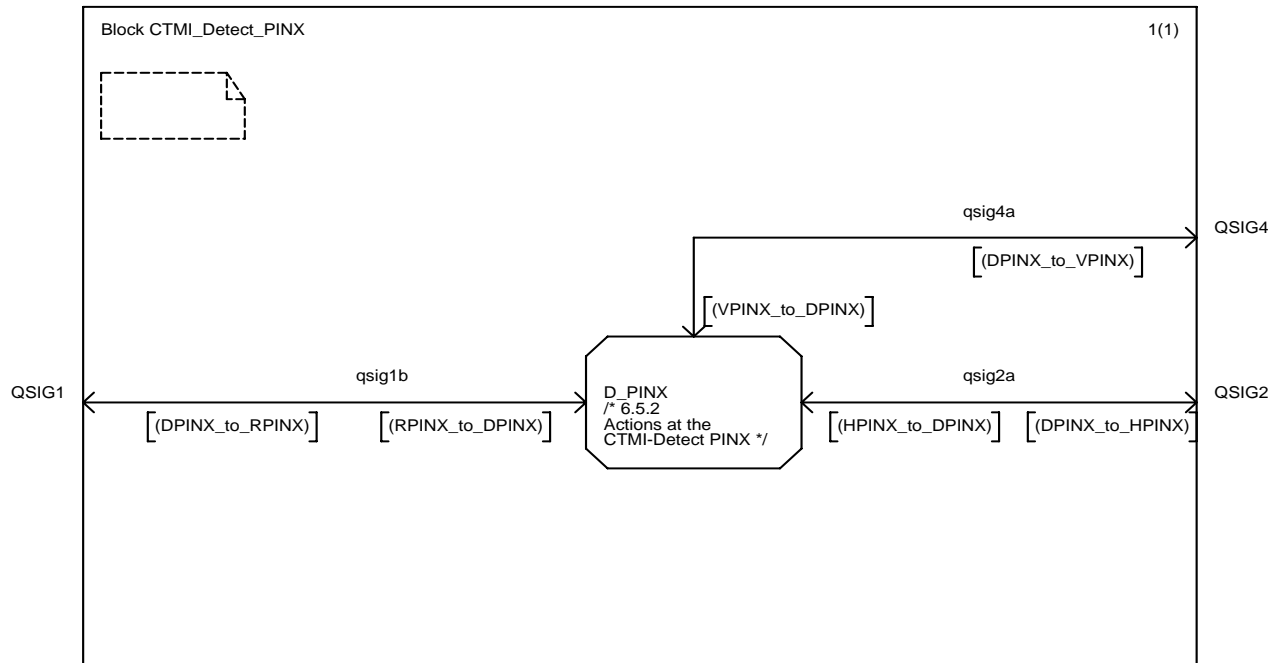 Block CTMI_Detect_PINX
1(1)
qsig4a
QSIG4
[(DPINX_to_VPINX)]
[(VPINX_to_DPINX)]
QSIG1
qsig1b
[(DPINX_to_RPINX)]
[(RPINX_to_DPINX)]
D_PINX
/* 6.5.2
Actions at the
CTMI-Detect PINX */
qsig2a
QSIG2
[(HPINX_to_DPINX)]
[(DPINX_to_HPINX)]